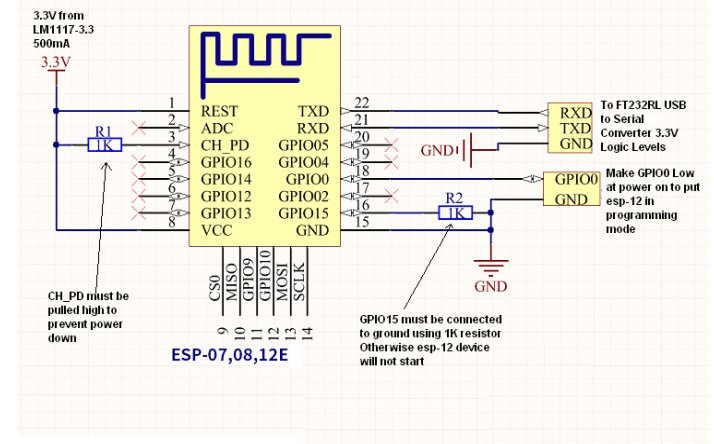 3.3V from
LM1117-3.3
500mA
3.3V
1 REST TXD 22
2 ADC RXD 21
R1
1K
3 CH_PD GPIO05 20
4 GPIO16 GPIO04 19
5 GPIO14 GPIO0 18
6 GPIO12 GPIO02 17
7 GPIO13 GPIO15 16
8 VCC GND 15
CS0
MISO
GPIO9
GPIO10
MOSI
SCLK
9
10
11
12
13
14
ESP-07,08,12E
RXD
TXD
GND
To FT232RL USB
to Serial
Converter 3.3V
Logic Levels
GND
GPIO0
GND
Make GPIO0 Low
at power on to put
esp-12 in
programming
mode
R2
1K
GND
CH_PD must be
pulled high to
prevent power
down
GPIO15 must be connected
to ground using 1K resistor
Otherwise esp-12 device
will not start